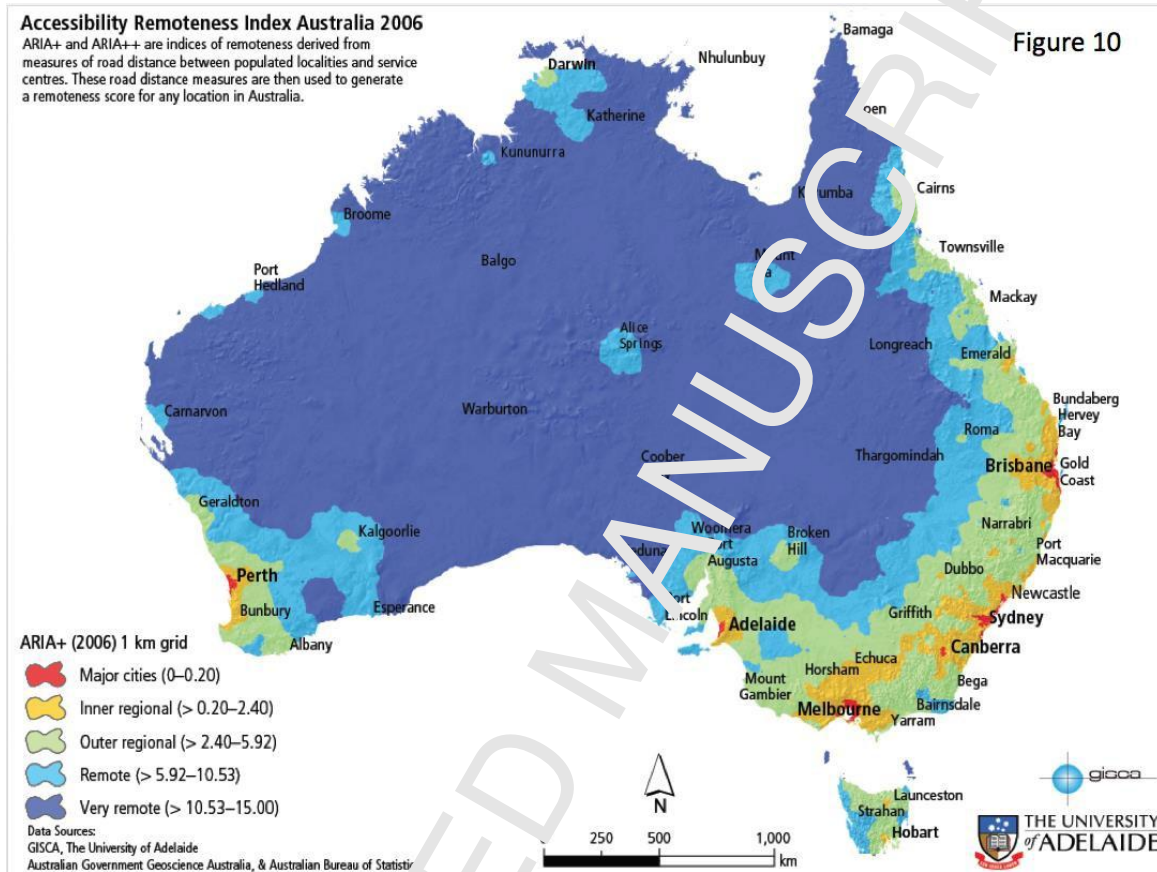 Accessibility Remoteness Index Australia 2006
ARIA+ and ARIA++ are indices of remoteness derived from
measures of road distance between populated localities and service
centres. These road distance measures are then used to generate
a remoteness score for any location in Australia.
Figure 10
Bamaga
Nhulunbuy
Darwin
Katherine
Kununurra
Cairns
Broome
Townsville
Balgo
Port
Hedland
Mount
Mackay
Alice
Springs
Longreach
Emerald
Carnarvon
Warburton
Bundaberg
Hervey
Bay
Roma
Coober
Thargomindah
Brisbane
Gold
Coast
Geraldton
Kalgoorlie
Woomera
Broken
Hill
Narrabri
Augusta
Port
Macquarie
Perth
Dubbo
Newcastle
Bunbury
Esperance
Lincoln
Griffith
Sydney
Adelaide
Albany
Echuca
Canberra
Horsham
Mount
Gambier
Bega
Melbourne
Bairnsdale
Yarram
ARIA+ (2006) 1 km grid
Major cities (0–0.20)
Inner regional (> 0.20–2.40)
Outer regional (> 2.40–5.92)
Remote (> 5.92–10.53)
Very remote (> 10.53–15.00)
N
gisca
Launceston
Strahan
Hobart
250 500 1,000
km
THE UNIVERSITY
of ADELAIDE
Data Sources:
GISCA, The University of Adelaide
Australian Government Geoscience Australia, & Australian Bureau of
MANUSCRI